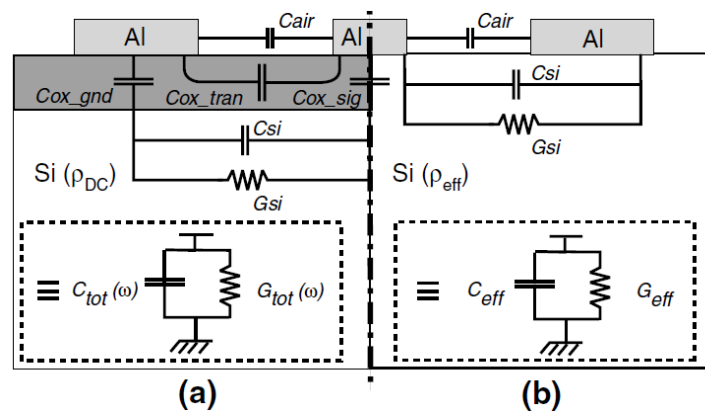 Cair
Cair
Al
Al
Al
Cox_gnd
Cox_tran
Cox_sig
Csi
Csi
Gsi
Si (ρDC)
Si (ρeff)
Gsi
≡
Ctot (ω)
Gtot (ω)
≡
Ceff
Geff
(a)
(b)